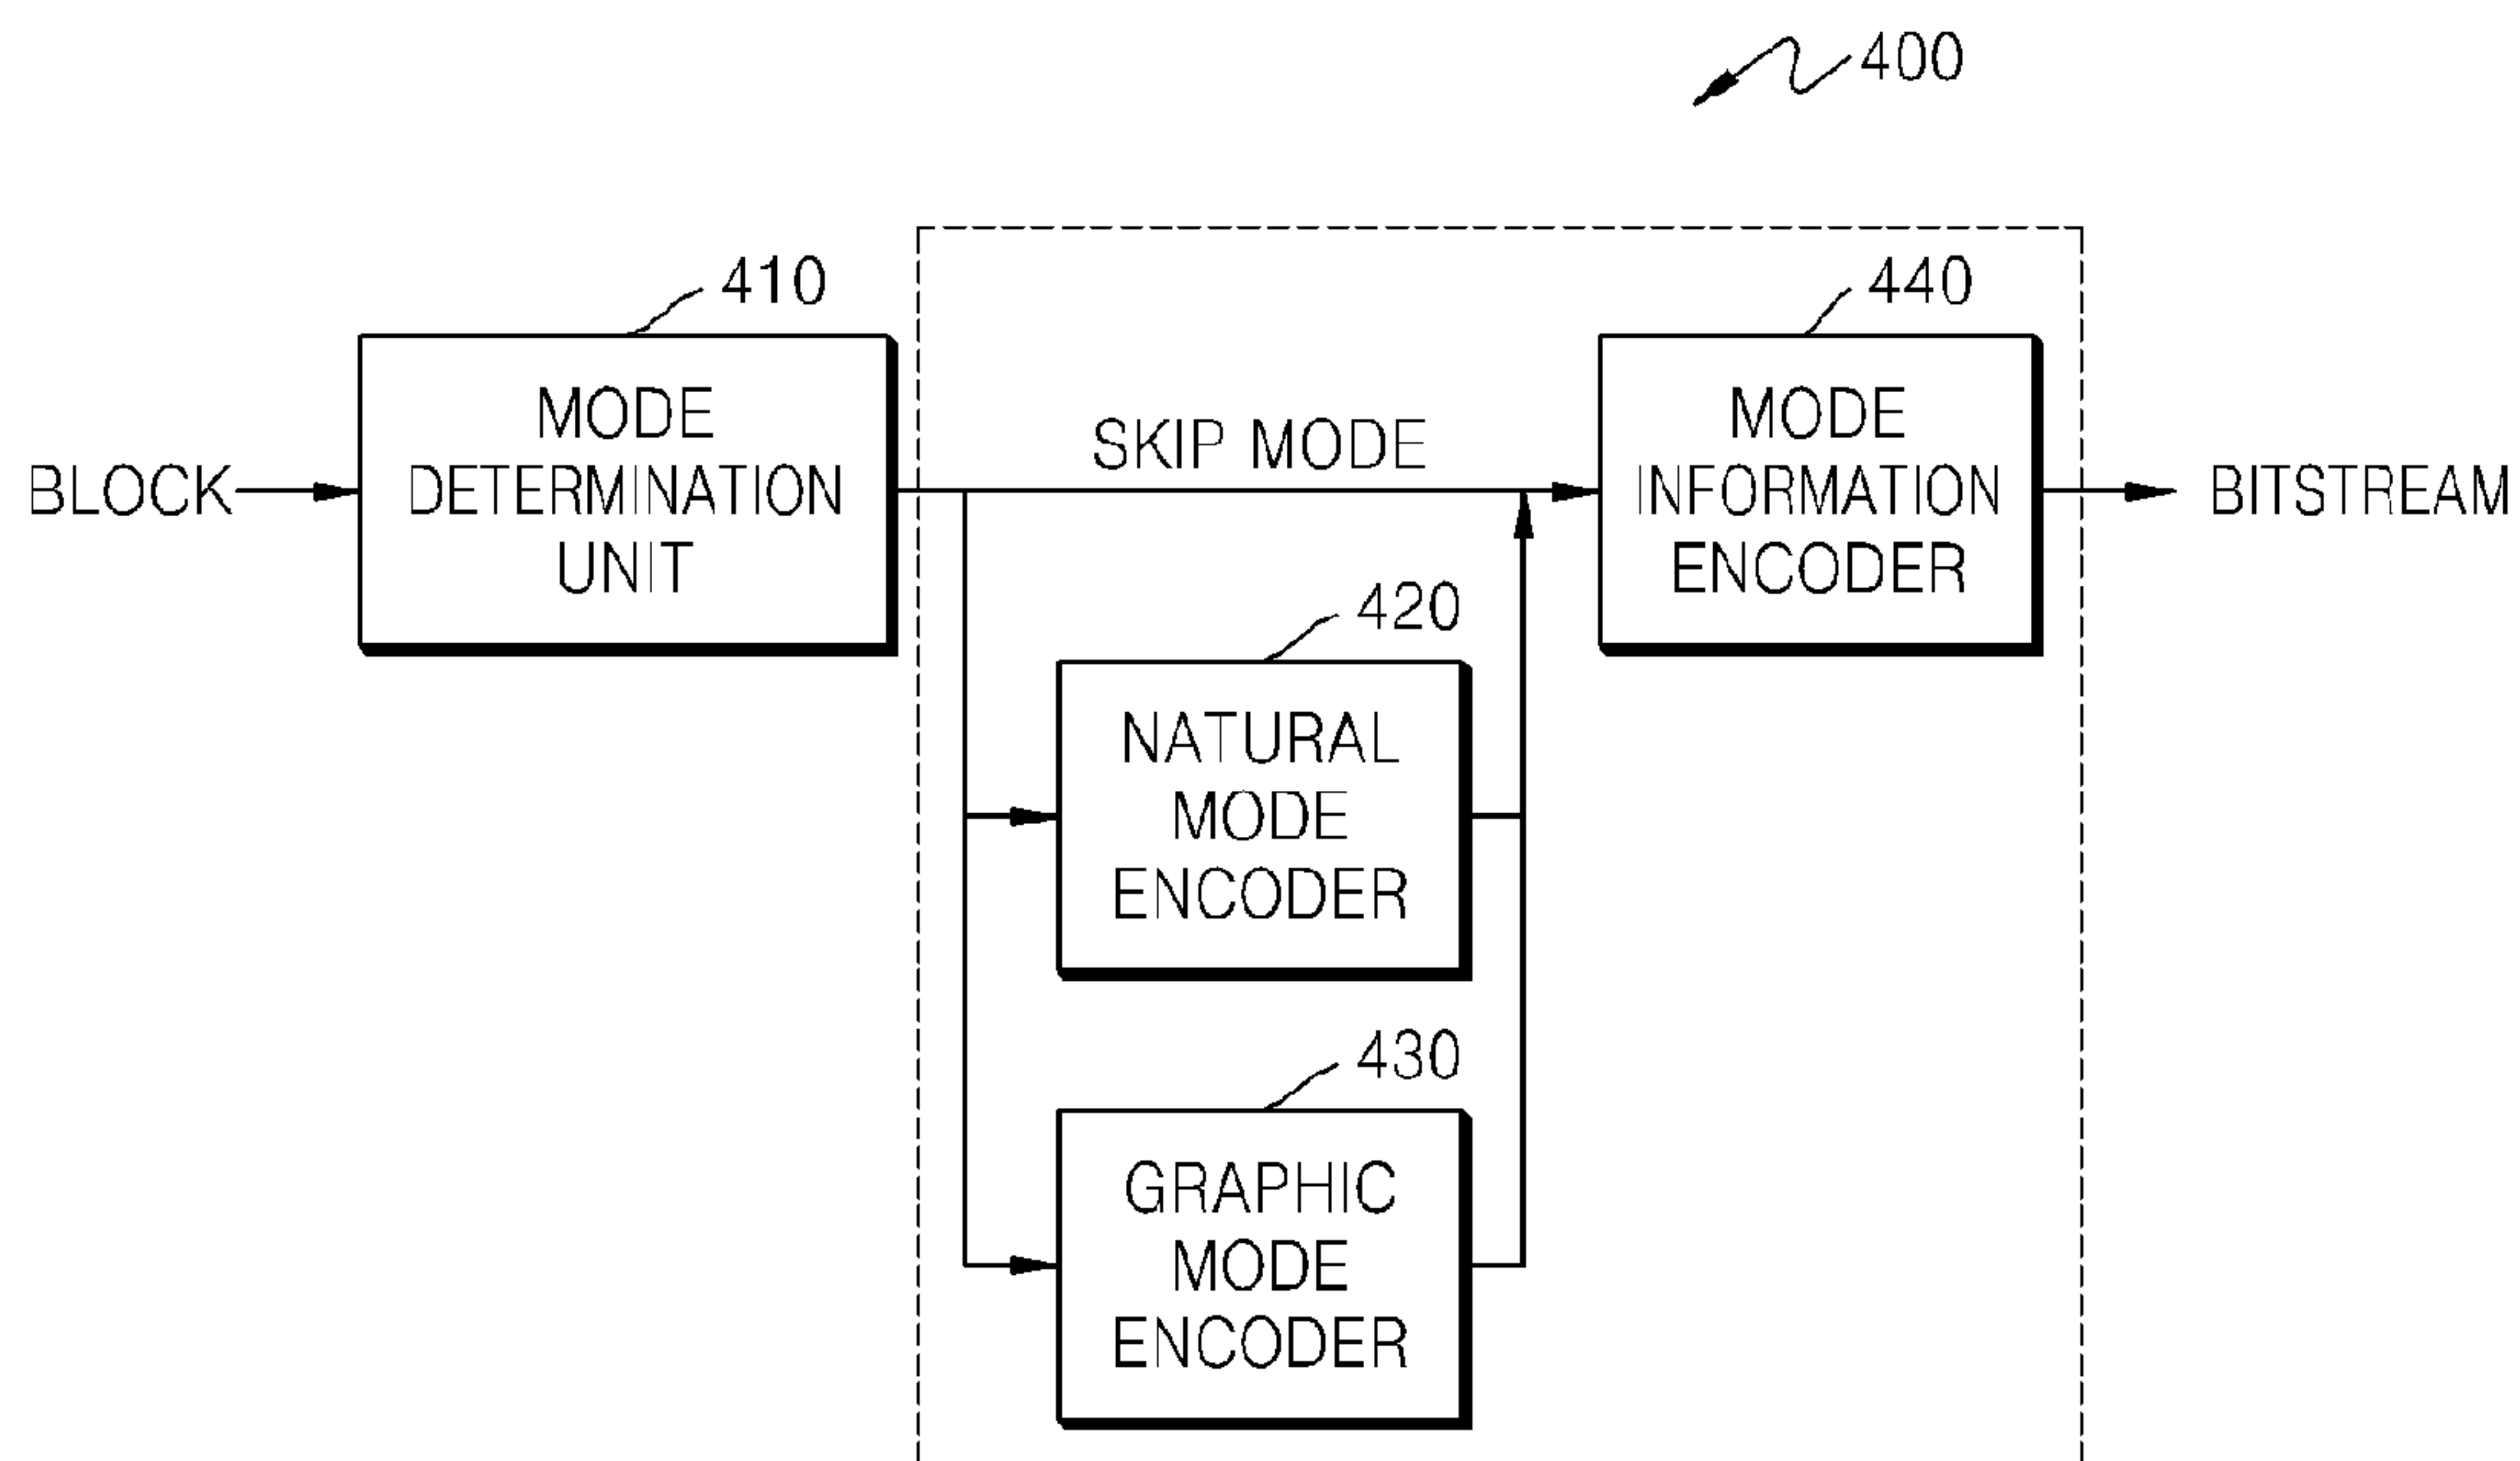 400
410
440
MODE
DETERMINATION
UNIT
BLOCK
SKIP MODE
MODE
INFORMATION
ENCODER
BITSTREAM
420
NATURAL
MODE
ENCODER
430
GRAPHIC
MODE
ENCODER